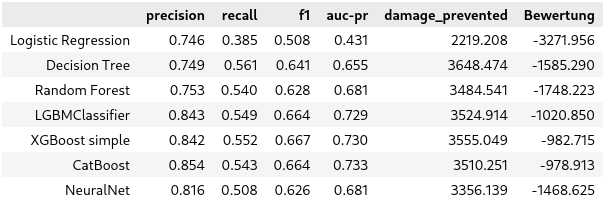 precision recall f1 auc-pr damage_prevented Bewertung
Logistic Regression 0.746 0.385 0.508 0.431 2219.208 -3271.956
Decision Tree 0.749 0.561 0.641 0.655 3648.474 -1585.290
Random Forest 0.753 0.540 0.628 0.681 3484.541 -1748.223
LGBMClassifier 0.843 0.549 0.664 0.729 3524.914 -1020.850
XGBoost simple 0.842 0.552 0.667 0.730 3555.049 -982.715
CatBoost 0.854 0.543 0.664 0.733 3510.251 -978.913
NeuralNet 0.816 0.508 0.626 0.681 3356.139 -1468.625